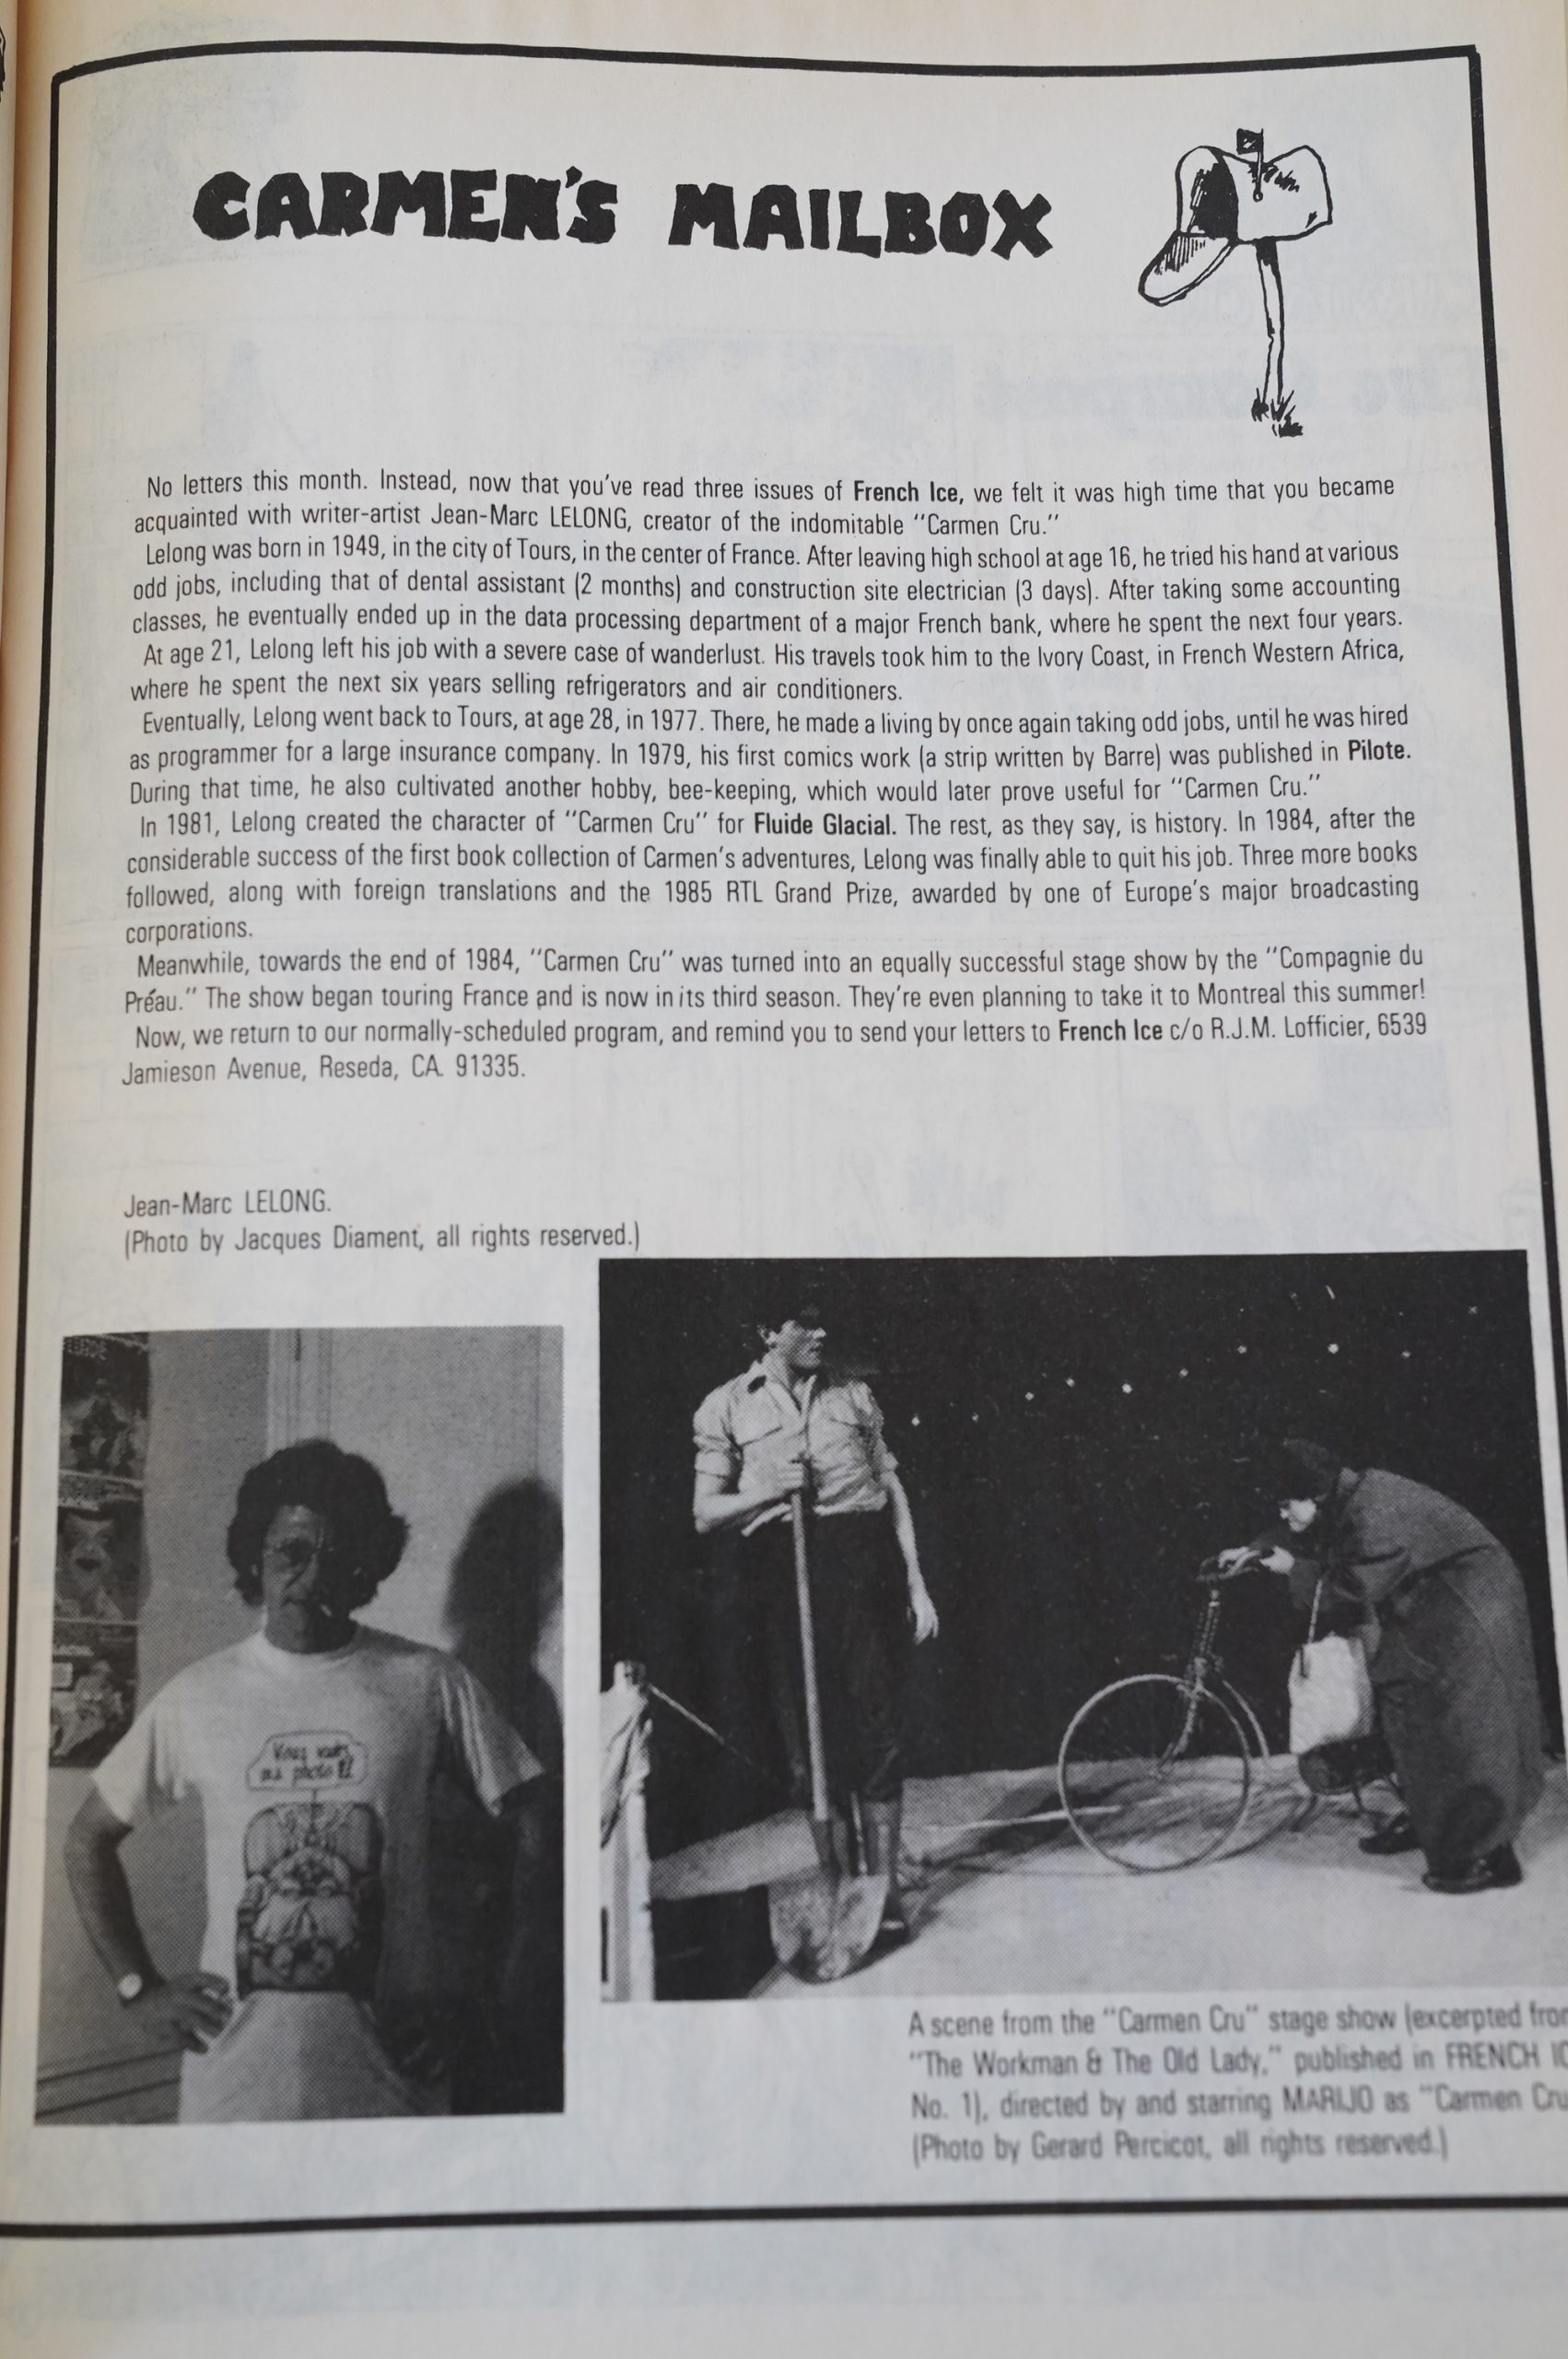 CARMEN'S MAILBOX
No letters this month. Instead, now that you've read three issues of French Ice, we felt it was high time that you became
acquainted with writer-artist Jean-Marc LELONG, creator of the indomitable "Carmen Cru."
Lelong was born in 1949, in the city of Tours, in the center of France. After leaving high school at age 16, he tried his hand at various
odd jobs, including that of dental assistant (2 months) and construction site electrician (3 days). After taking some accounting
classes, he eventually ended up in the data processing department of a major French bank, where he spent the next four years.
At age 21, Lelong left his job with a severe case of wanderlust. His travels took him to the Ivory Coast, in French Western Africa,
where he spent the next six years selling refrigerators and air conditioners.
Eventually, Lelong went back to Tours, at age 28, in 1977. There, he made a living by once again taking odd jobs, until he was hired
as programmer for a large insurance company. In 1979, his first comics work (a strip written by Barre) was published in Pilote.
During that time, he also cultivated another hobby, bee-keeping, which would later prove useful for "Carmen Cru."
In 1981, Lelong created the character of "Carmen Cru" for Fluide Glacial. The rest, as they say, is history. In 1984, after the
considerable success of the first book collection of Carmen's adventures, Lelong was finally able to quit his job. Three more books
followed, along with foreign translations and the 1985 RTL Grand Prize, awarded by one of Europe's major broadcasting
corporations.
Meanwhile, towards the end of 1984, "Carmen Cru" was turned into an equally successful stage show by the "Compagnie du
Préau." The show began touring France and is now in its third season. They're even planning to take it to Montreal this summer!
Now, we return to our normally-scheduled program, and remind you to send your letters to French Ice c/o R.J.M. Lofficier, 6539
Jamieson Avenue, Reseda, CA. 91335.
Jean-Marc LELONG.
(Photo by Jacques Diament, all rights reserved.)
Vous voulez
ma photo !?
A scene from the "Carmen Cru" stage show (excerpted from
"The Workman & The Old Lady," published in FRENCH IC
No. 1), directed by and starring MARIJO as "Carmen Cru
(Photo by Gerard Percicot, all rights reserved.)